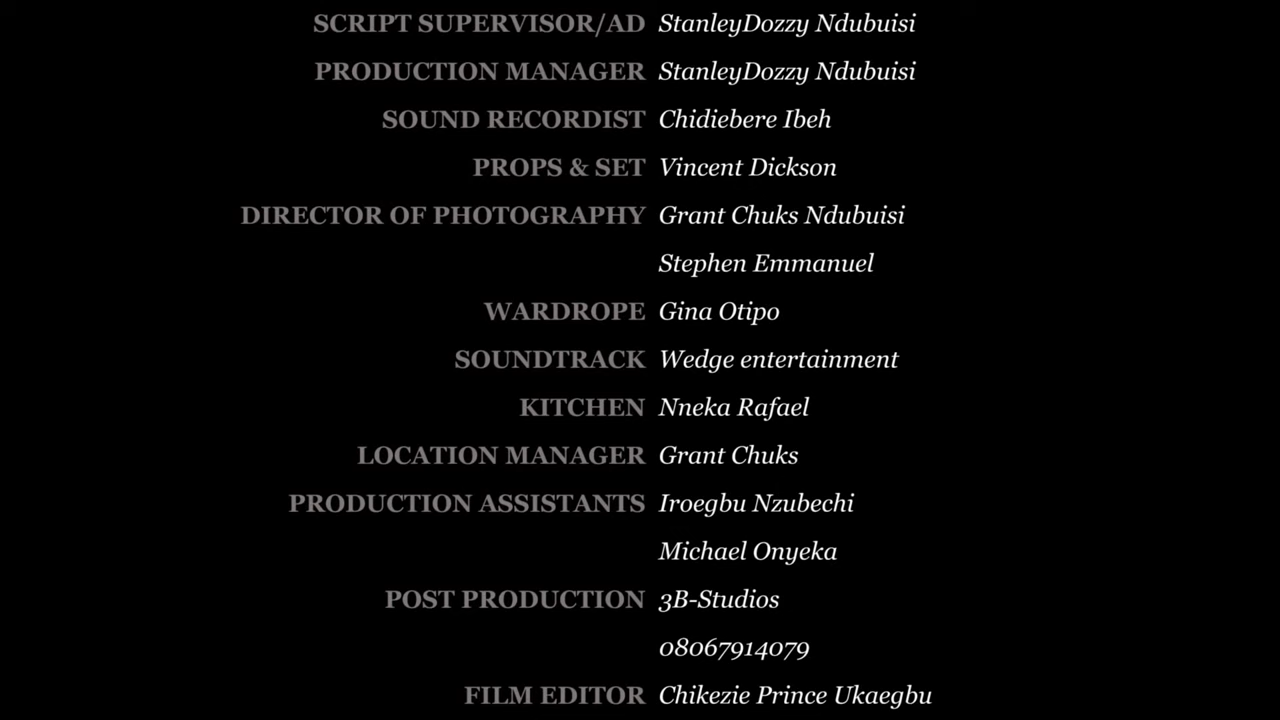 SCRIPT SUPERVISOR/AD StanleyDozzy Ndubuisi
PRODUCTION MANAGER StanleyDozzy Ndubuisi
SOUND RECORDIST Chidiebere Ibeh
PROPS & SET Vincent Dickson
DIRECTOR OF PHOTOGRAPHY Grant Chuks Ndubuisi
Stephen Emmanuel
WARDROPE Gina Otipo
SOUNDTRACK Wedge entertainment
KITCHEN Nneka Rafael
LOCATION MANAGER Grant Chuks
PRODUCTION ASSISTANTS Iroegbu Nzubechi
Michael Onyeka
POST PRODUCTION 3B-Studios
08067914079
FILM EDITOR Chikezie Prince Ukaegbu